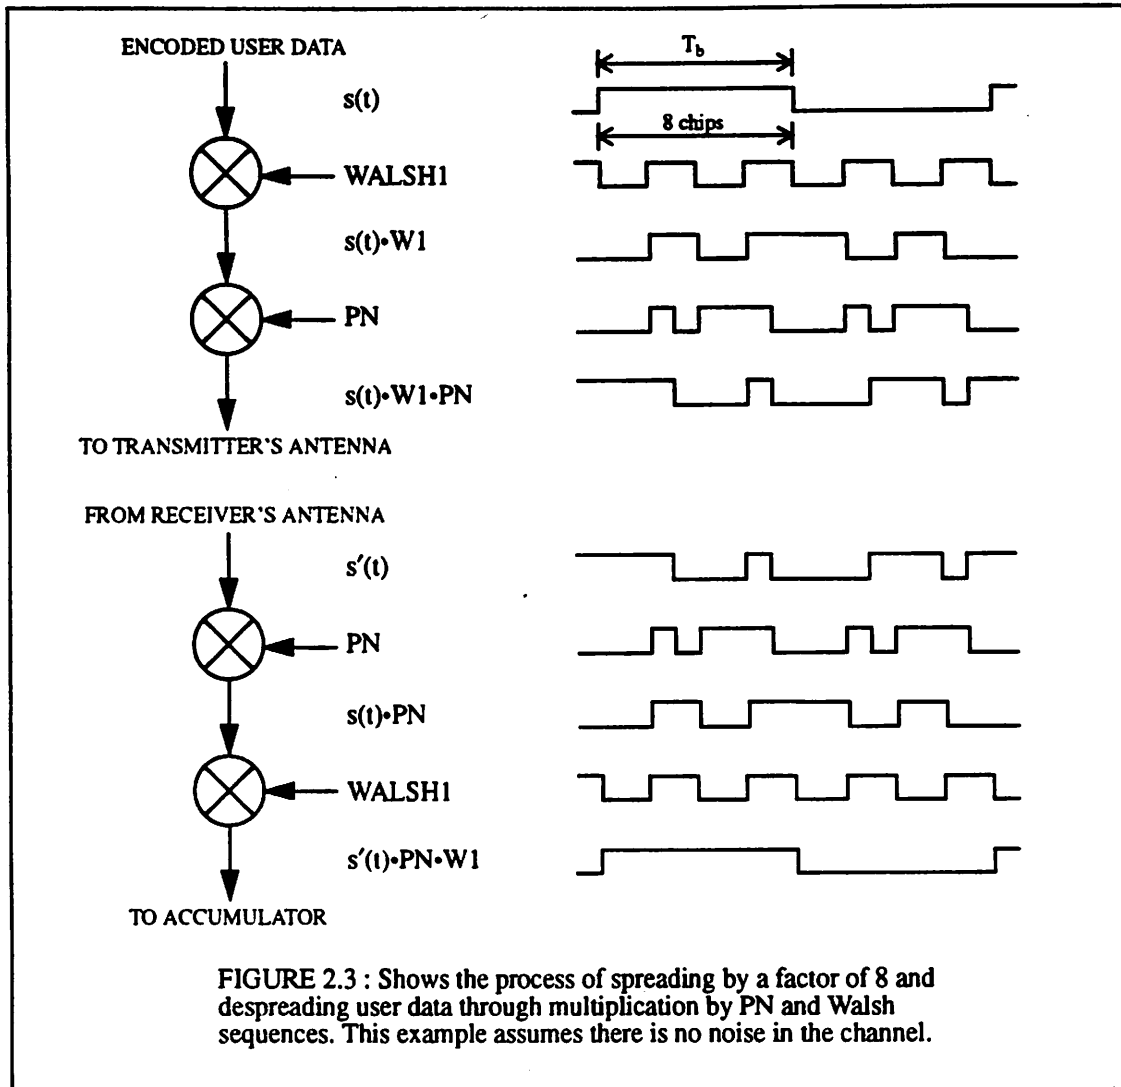 ENCODED USER DATA
s(t)
T_b
8 chips
WALSH1
s(t)•W1
PN
s(t)•W1•PN
TO TRANSMITTER'S ANTENNA
FROM RECEIVER'S ANTENNA
s′(t)
PN
s(t)•PN
WALSH1
s′(t)•PN•W1
TO ACCUMULATOR
FIGURE 2.3 : Shows the process of spreading by a factor of 8 and
despreading user data through multiplication by PN and Walsh
sequences. This example assumes there is no noise in the channel.